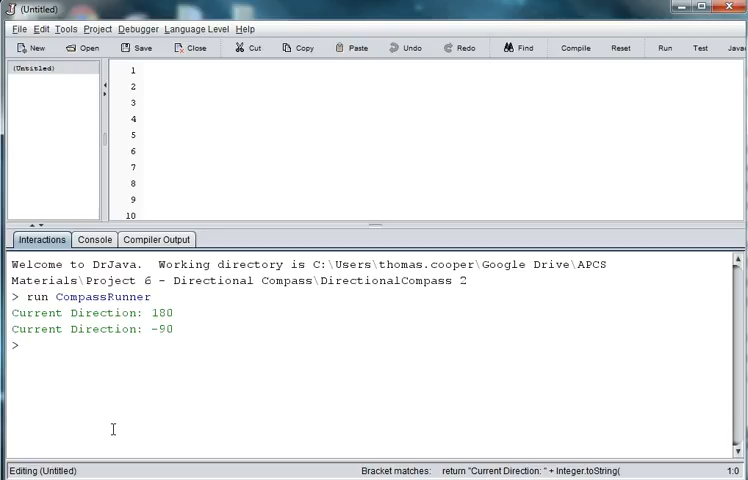 (Untitled)
File Edit Tools Project Debugger Language Level Help
New Open Save Close Cut Copy Paste Undo Redo Find Compile Reset Run Test
(Untitled)
1
2
3
4
5
6
7
8
9
10
Interactions Console Compiler Output
Welcome to DrJava. Working directory is C:\Users\thomas.cooper\Google Drive\APCS
Materials\Project 6 - Directional Compass\DirectionalCompass 2
> run CompassRunner
Current Direction: 180
Current Direction: -90
>
Editing (Untitled) Bracket matches: return "Current Direction: " + Integer.toString( 1:0